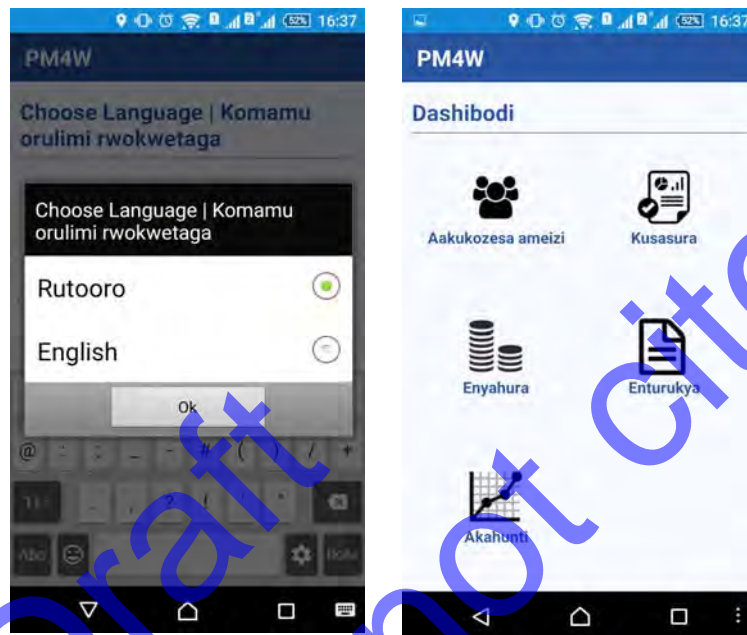 52% 16:37
PM4W
Choose Language | Komamu
orulimi rwokwetaga
Choose Language | Komamu
orulimi rwokwetaga
Rutooro
English
Ok
@ : ; _ - # ( ) / +
Abc
52% 16:37
PM4W
Dashibodi
Aakukozesa ameizi
Kusasura
Enyahura
Enturukya
Akahunti
Draft
not cite